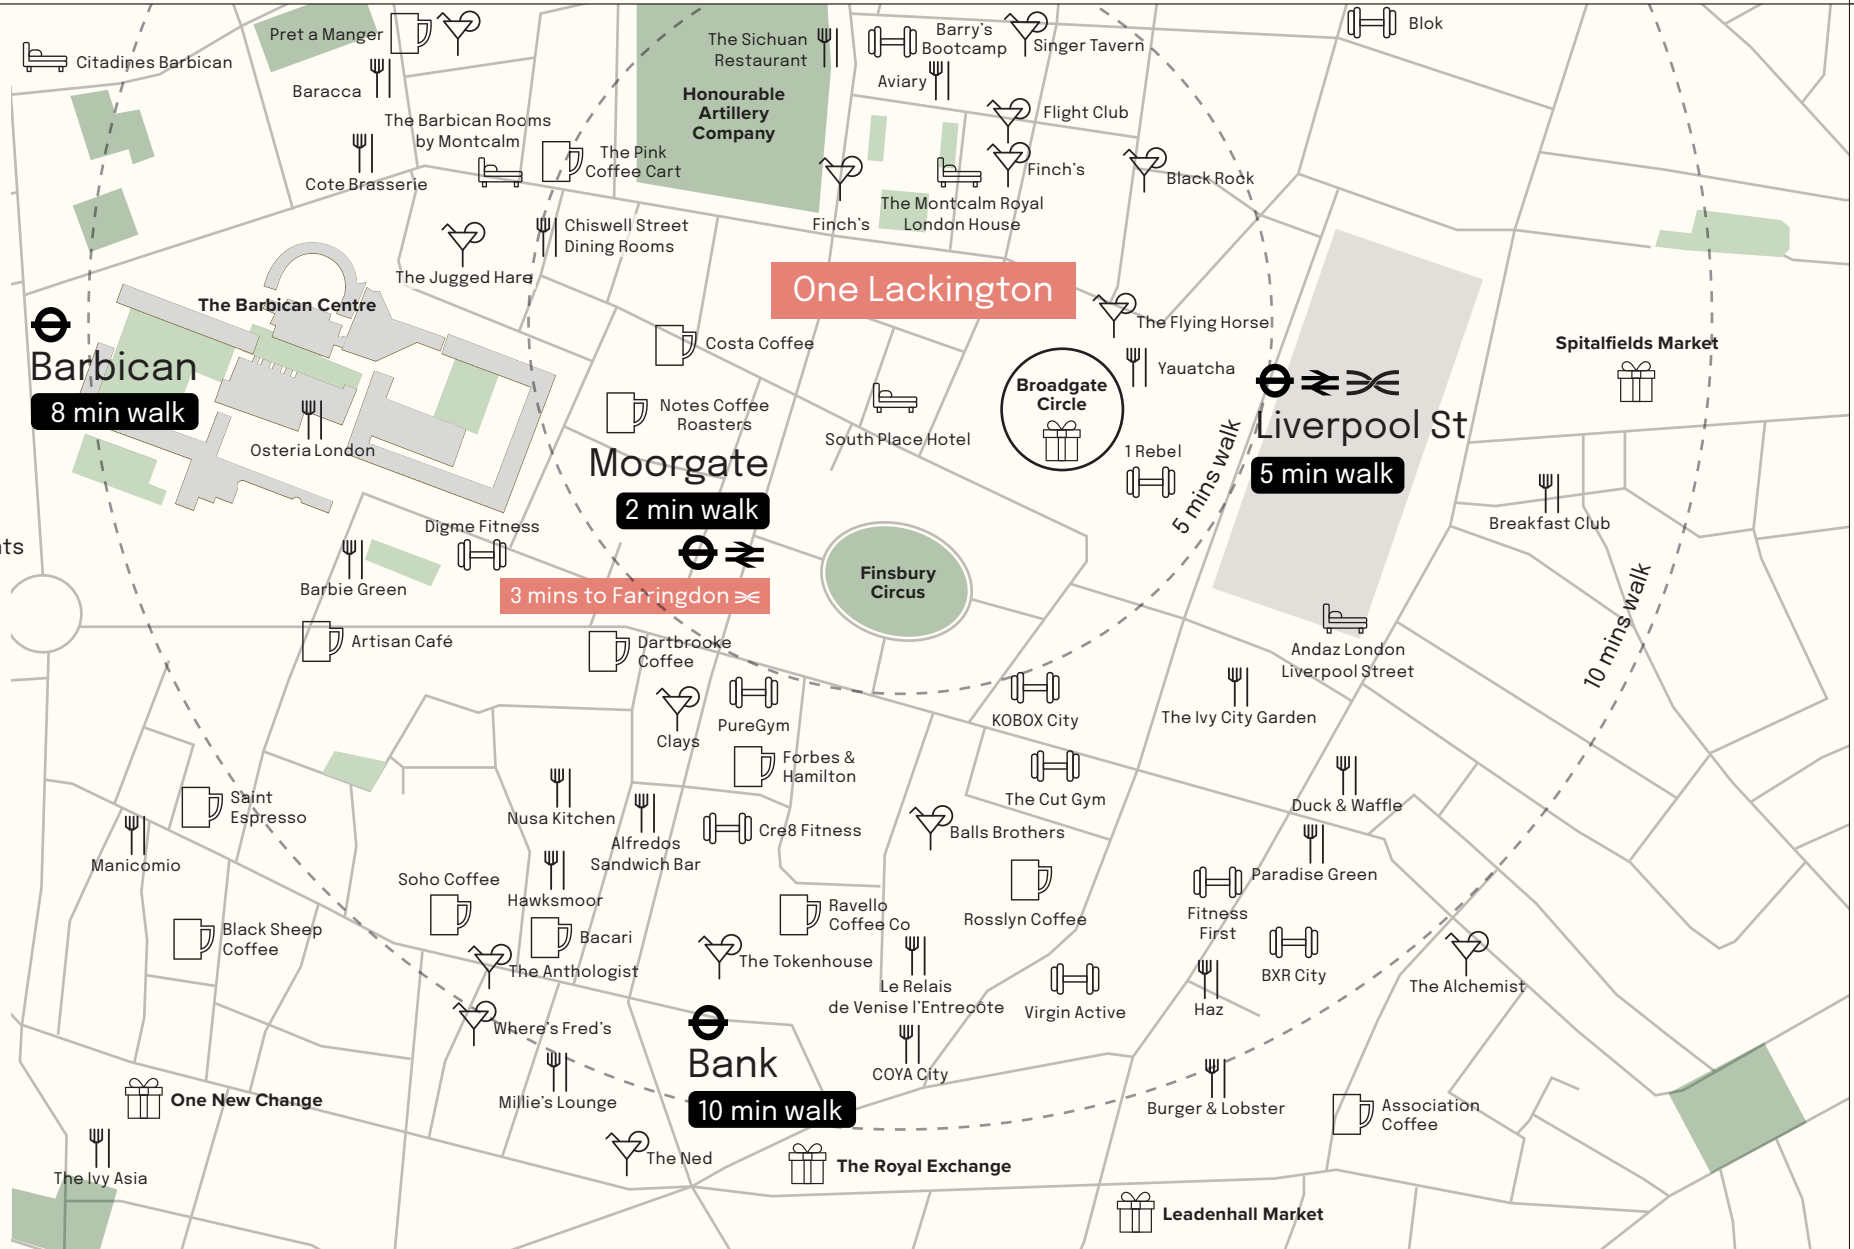 Pret a Manger
Citadines Barbican
Baracca
The Barbican Rooms
by Montcalm
Cote Brasserie
The Pink
Coffee Cart
The Sichuan
Restaurant
Honourable
Artillery
Company
Barry's
Bootcamp
Singer Tavern
Aviary
Flight Club
Finch's
Black Rock
Blok
Finch's
The Montcalm Royal
London House
Chiswell Street
Dining Rooms
The Jugged Hare
One Lackington
The Barbican Centre
Barbican
8 min walk
Osteria London
Costa Coffee
Notes Coffee
Roasters
South Place Hotel
The Flying Horse
Yauatcha
Broadgate
Circle
1 Rebel
5 mins walk
Liverpool St
5 min walk
Spitalfields Market
Breakfast Club
10 mins walk
Moorgate
2 min walk
3 mins to Farringdon
Digme Fitness
nts
Barbie Green
Artisan Café
Finsbury
Circus
Dartbrooke
Coffee
Andaz London
Liverpool Street
The Ivy City Garden
KOBOX City
PureGym
Clays
Forbes &
Hamilton
The Cut Gym
Duck & Waffle
Saint
Espresso
Manicomio
Nusa Kitchen
Alfredos
Sandwich Bar
Cre8 Fitness
Balls Brothers
Paradise Green
Soho Coffee
Hawksmoor
Ravello
Coffee Co
Rosslyn Coffee
Fitness
First
Black Sheep
Coffee
Bacari
The Anthologist
The Tokenhouse
Le Relais
de Venise l'Entrecôte
Virgin Active
BXR City
Haz
The Alchemist
Where's Fred's
Bank
10 min walk
COYA City
Millie's Lounge
Burger & Lobster
Association
Coffee
One New Change
The Ivy Asia
The Ned
The Royal Exchange
Leadenhall Market